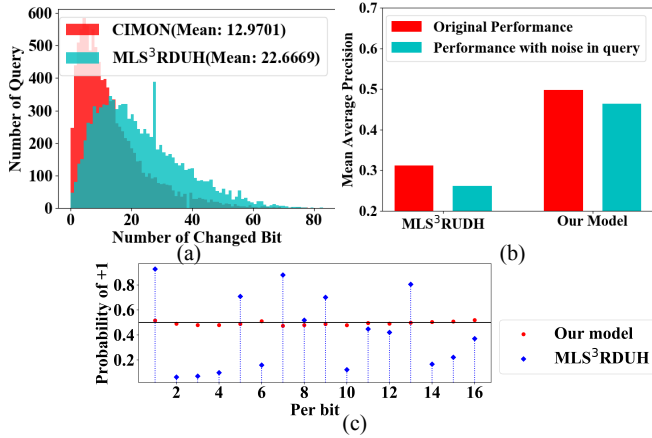 600
500
400
300
200
100
0
Number of Query
CIMON(Mean: 12.9701)
MLS³RDUH(Mean: 22.6669)
0 20 40 60 80
Number of Changed Bit
(a)
0.6
0.5
0.4
0.3
0.2
Mean Average Precision
Original Performance
Performance with noise in query
MLS³RUDH Our Model
(b)
0.8
0.6
0.4
0.2
Probability of +1
2 4 6 8 10 12 14 16
Per bit
Our model
MLS³RDUH
(c)